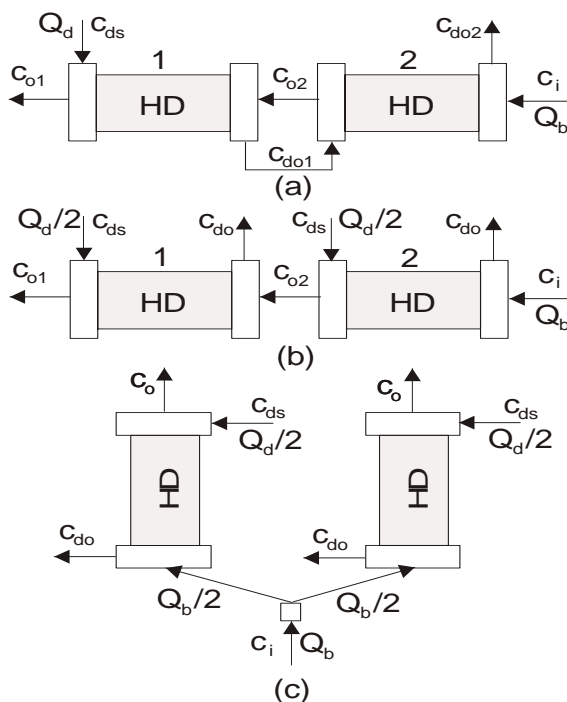 Q_d c_ds c_do2
1 2
c_o1 HD c_o2 HD c_i
Q_b
c_do1
(a)
Q_d/2 c_ds c_do c_ds Q_d/2 c_do
1 2
c_o1 HD c_o2 HD c_i
Q_b
(b)
c_o c_o
c_ds c_ds
Q_d/2 Q_d/2
HD HD
c_do c_do
Q_b/2 Q_b/2
c_i Q_b
(c)